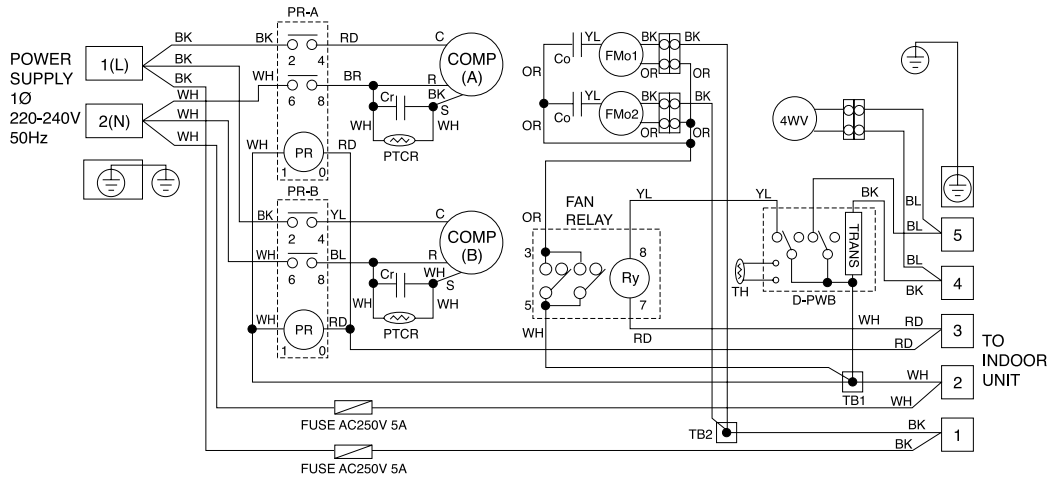 PR-A
POWER
SUPPLY
1Ø
220-240V
50Hz
1(L)
2(N)
BK
BK
BK
WH
WH
WH
BK
2 4
RD
C
COMP
(A)
WH
6 8
BR
R
BK
S
Cr
WH
WH
PTCR
WH
PR
RD
1 0
PR-B
BK
2 4
YL
C
COMP
(B)
WH
6 8
BL
R
WH
S
Cr
WH
WH
PTCR
WH
PR
RD
1 0
OR
Co
YL
FMo1
BK
BK
OR
OR
OR
Co
YL
FMo2
BK
BK
OR
OR
OR
FAN
RELAY
YL
3
8
Ry
5
7
WH
RD
YL
TH
TRANS
BK
D-PWB
WH
4WV
BL
BL
5
BL
BK
4
RD
RD
3
TO
INDOOR
UNIT
WH
WH
2
TB1
BK
BK
1
TB2
FUSE AC250V 5A
FUSE AC250V 5A